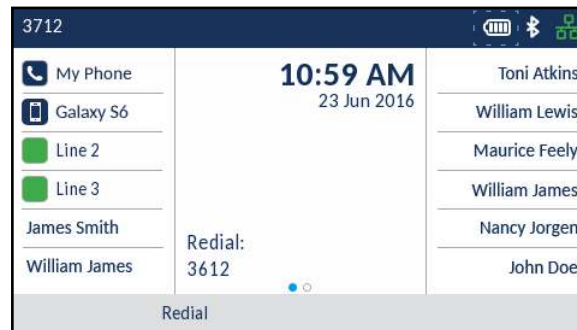 3712
My Phone
Galaxy S6
Line 2
Line 3
James Smith
William James
10:59 AM
23 Jun 2016
Redial:
3612
Toni Atkins
William Lewis
Maurice Feely
William James
Nancy Jorgen
John Doe
Redial